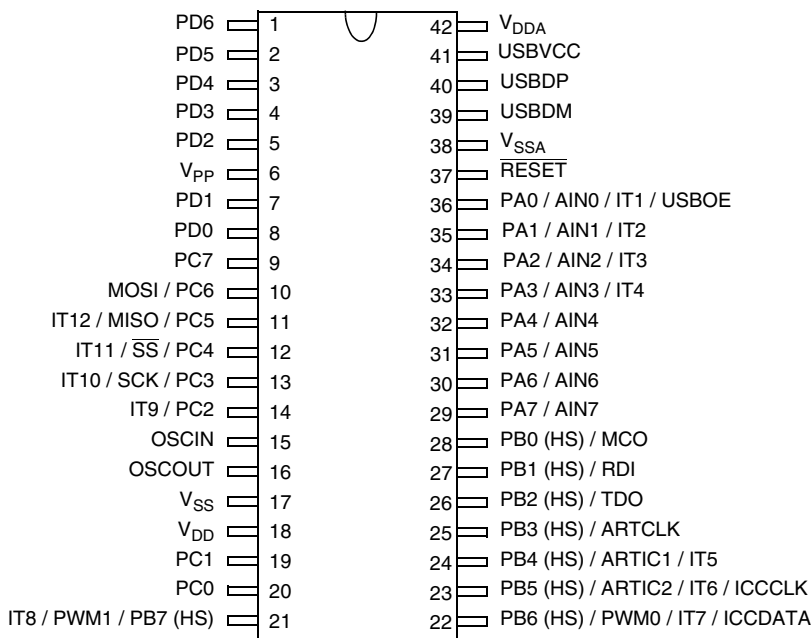 PD6 1 42 V_DDA
PD5 2 41 USBVCC
PD4 3 40 USBDP
PD3 4 39 USBDM
PD2 5 38 V_SSA
V_PP 6 37 RESET
PD1 7 36 PA0 / AIN0 / IT1 / USBOE
PD0 8 35 PA1 / AIN1 / IT2
PC7 9 34 PA2 / AIN2 / IT3
MOSI / PC6 10 33 PA3 / AIN3 / IT4
IT12 / MISO / PC5 11 32 PA4 / AIN4
IT11 / SS / PC4 12 31 PA5 / AIN5
IT10 / SCK / PC3 13 30 PA6 / AIN6
IT9 / PC2 14 29 PA7 / AIN7
OSCIN 15 28 PB0 (HS) / MCO
OSCOUT 16 27 PB1 (HS) / RDI
V_SS 17 26 PB2 (HS) / TDO
V_DD 18 25 PB3 (HS) / ARTCLK
PC1 19 24 PB4 (HS) / ARTIC1 / IT5
PC0 20 23 PB5 (HS) / ARTIC2 / IT6 / ICCCLK
IT8 / PWM1 / PB7 (HS) 21 22 PB6 (HS) / PWM0 / IT7 / ICCDATA